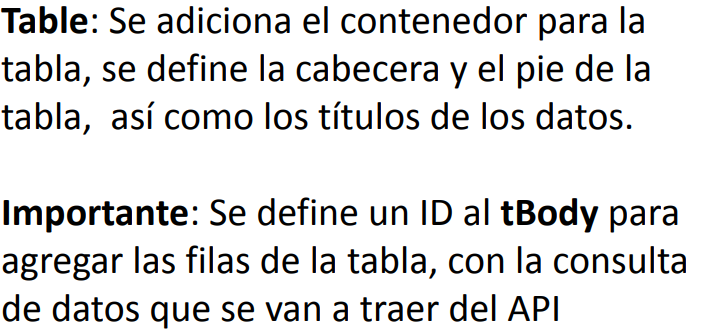 Table: Se adiciona el contenedor para la
tabla, se define la cabecera y el pie de la
tabla,  así como los títulos de los datos.
Importante: Se define un ID al tBody para
agregar las filas de la tabla, con la consulta
de datos que se van a traer del API